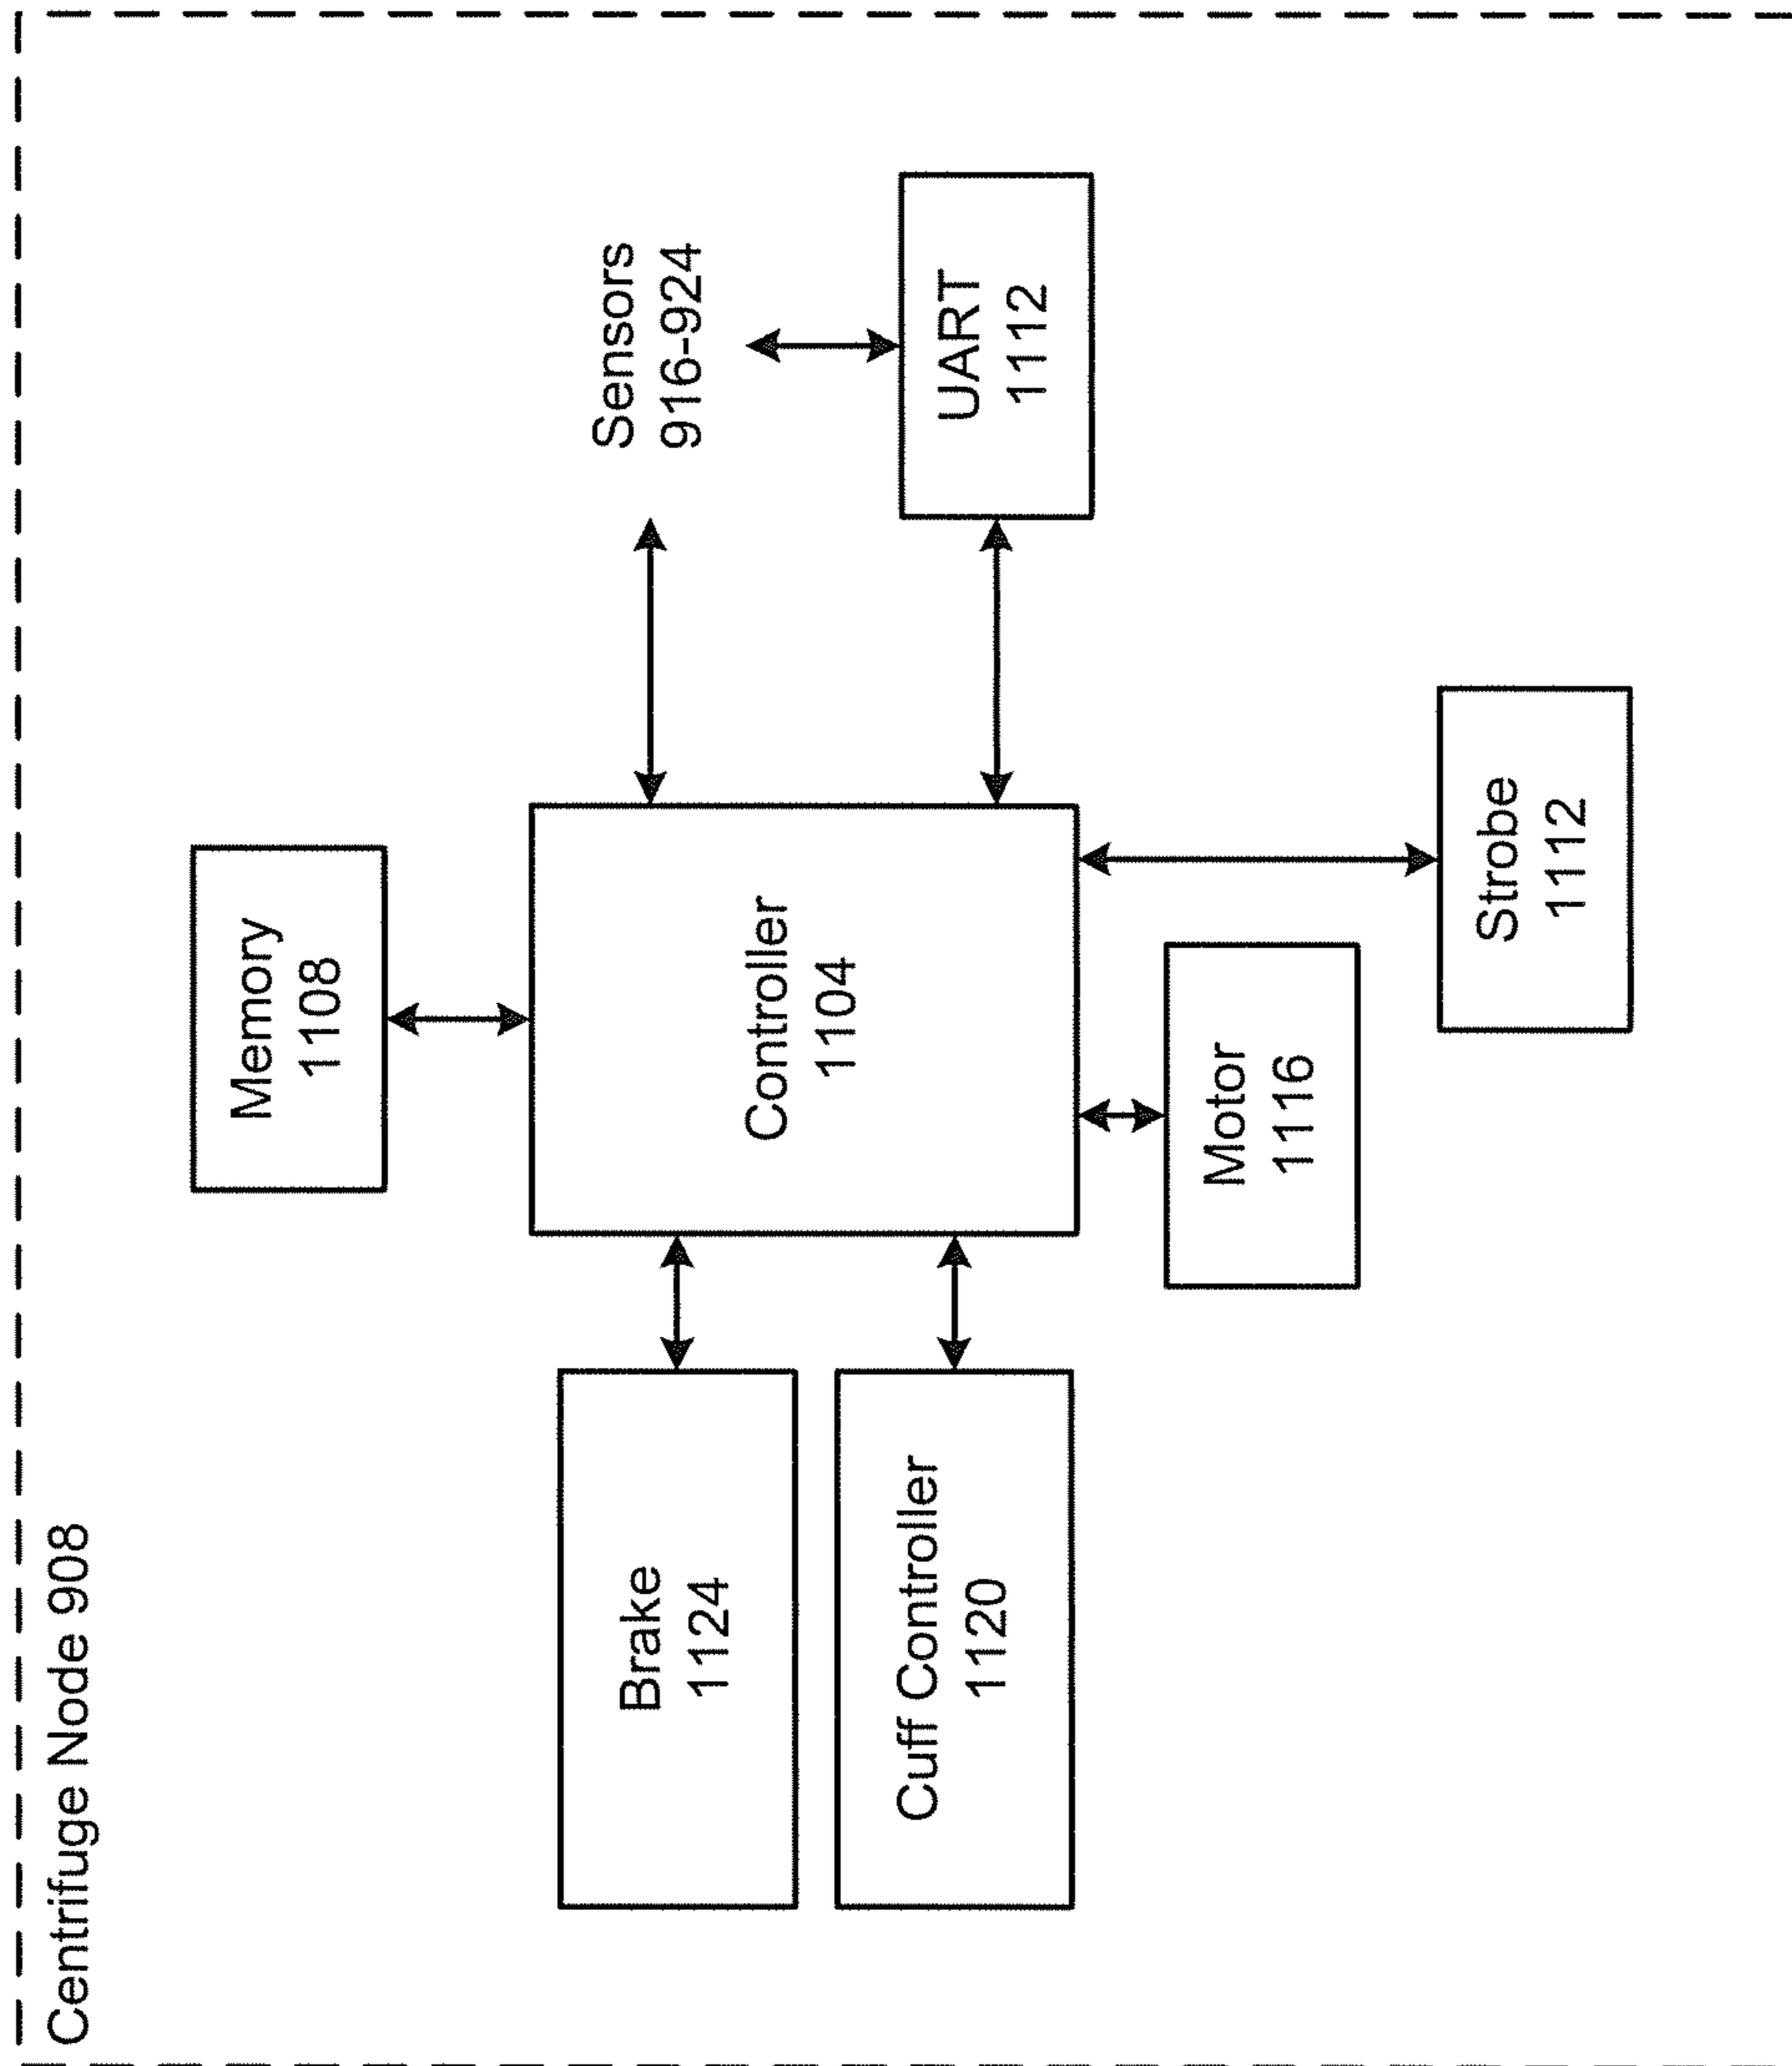 Centrifuge Node 908
Memory
1108
Brake
1124
Controller
1104
Sensors
916-924
Cuff Controller
1120
UART
1112
Motor
1116
Strobe
1112